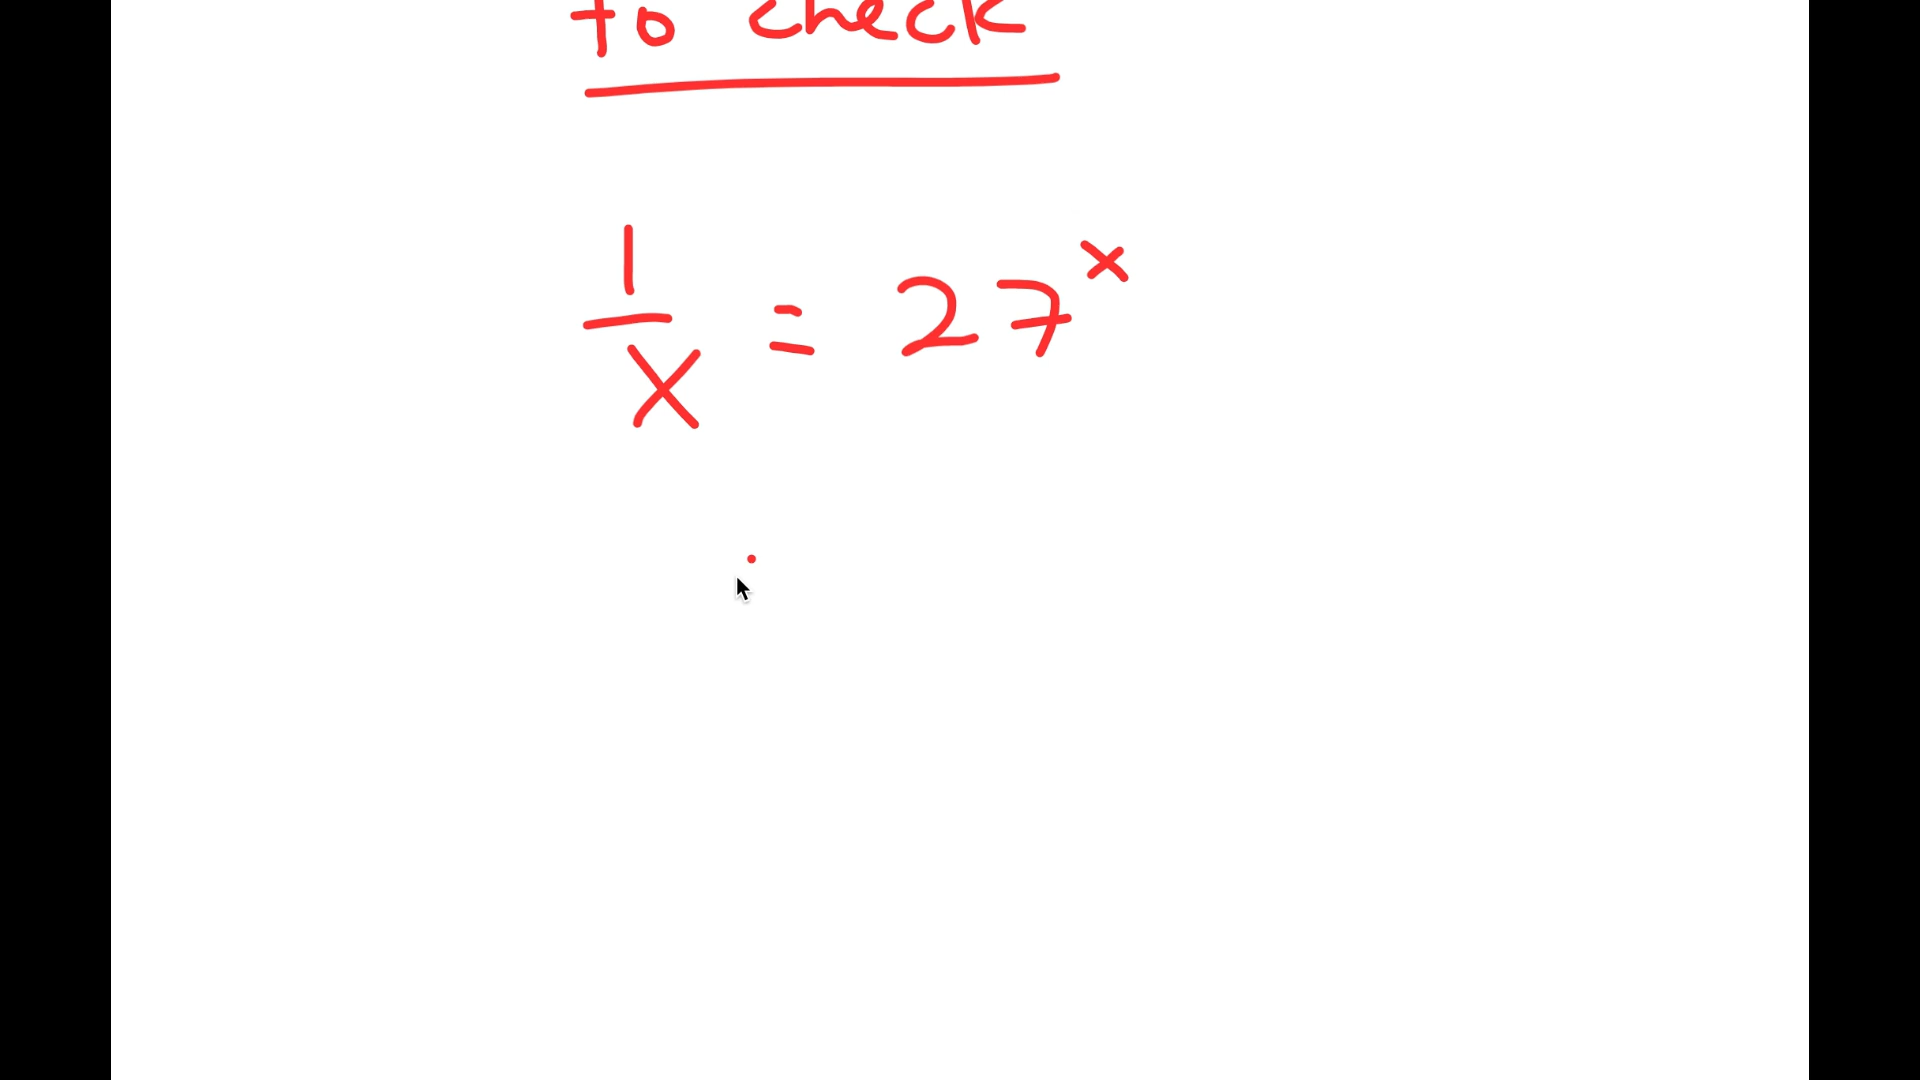 to check
1/x = 27^x